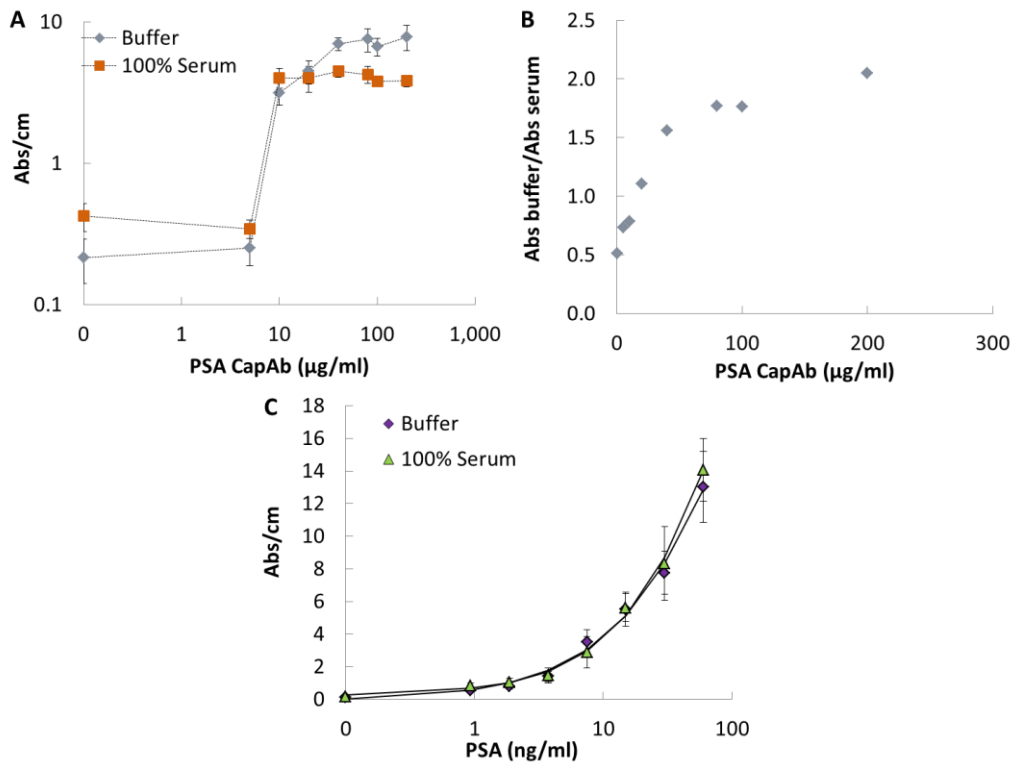 A
Buffer
100% Serum
Abs/cm
10
1
0.1
0 1 10 100 1,000
PSA CapAb (µg/ml)
B
Abs buffer/Abs serum
2.5
2.0
1.5
1.0
0.5
0.0
0 100 200 300
PSA CapAb (µg/ml)
C
Buffer
100% Serum
Abs/cm
18
16
14
12
10
8
6
4
2
0
0 1 10 100
PSA (ng/ml)